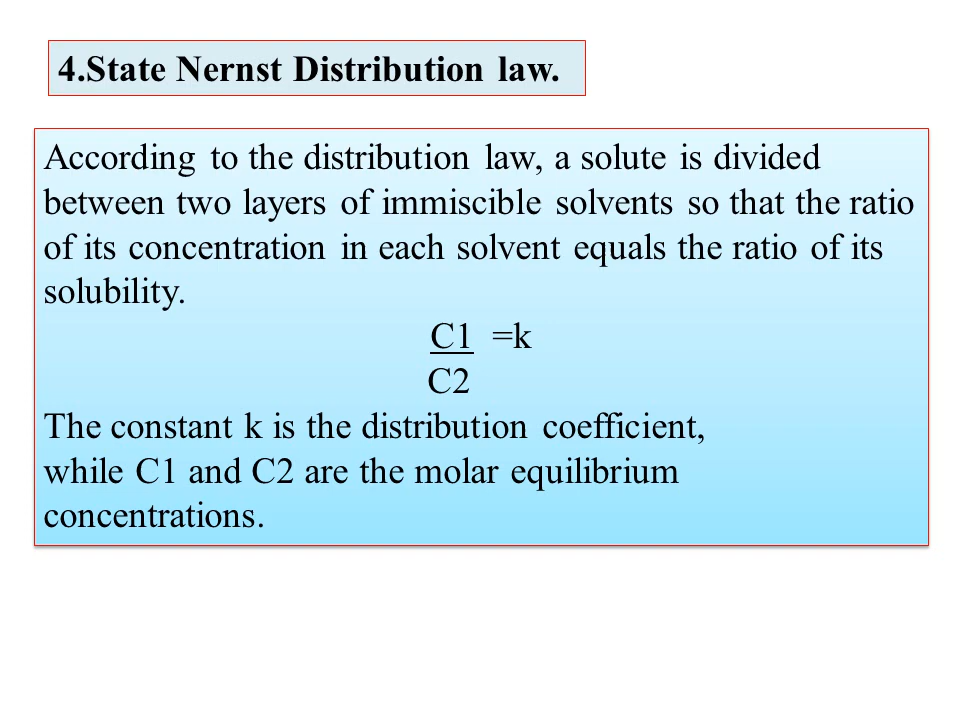 4.State Nernst Distribution law.
According to the distribution law, a solute is divided
between two layers of immiscible solvents so that the ratio
of its concentration in each solvent equals the ratio of its
solubility.
C1 =k
C2
The constant k is the distribution coefficient,
while C1 and C2 are the molar equilibrium
concentrations.